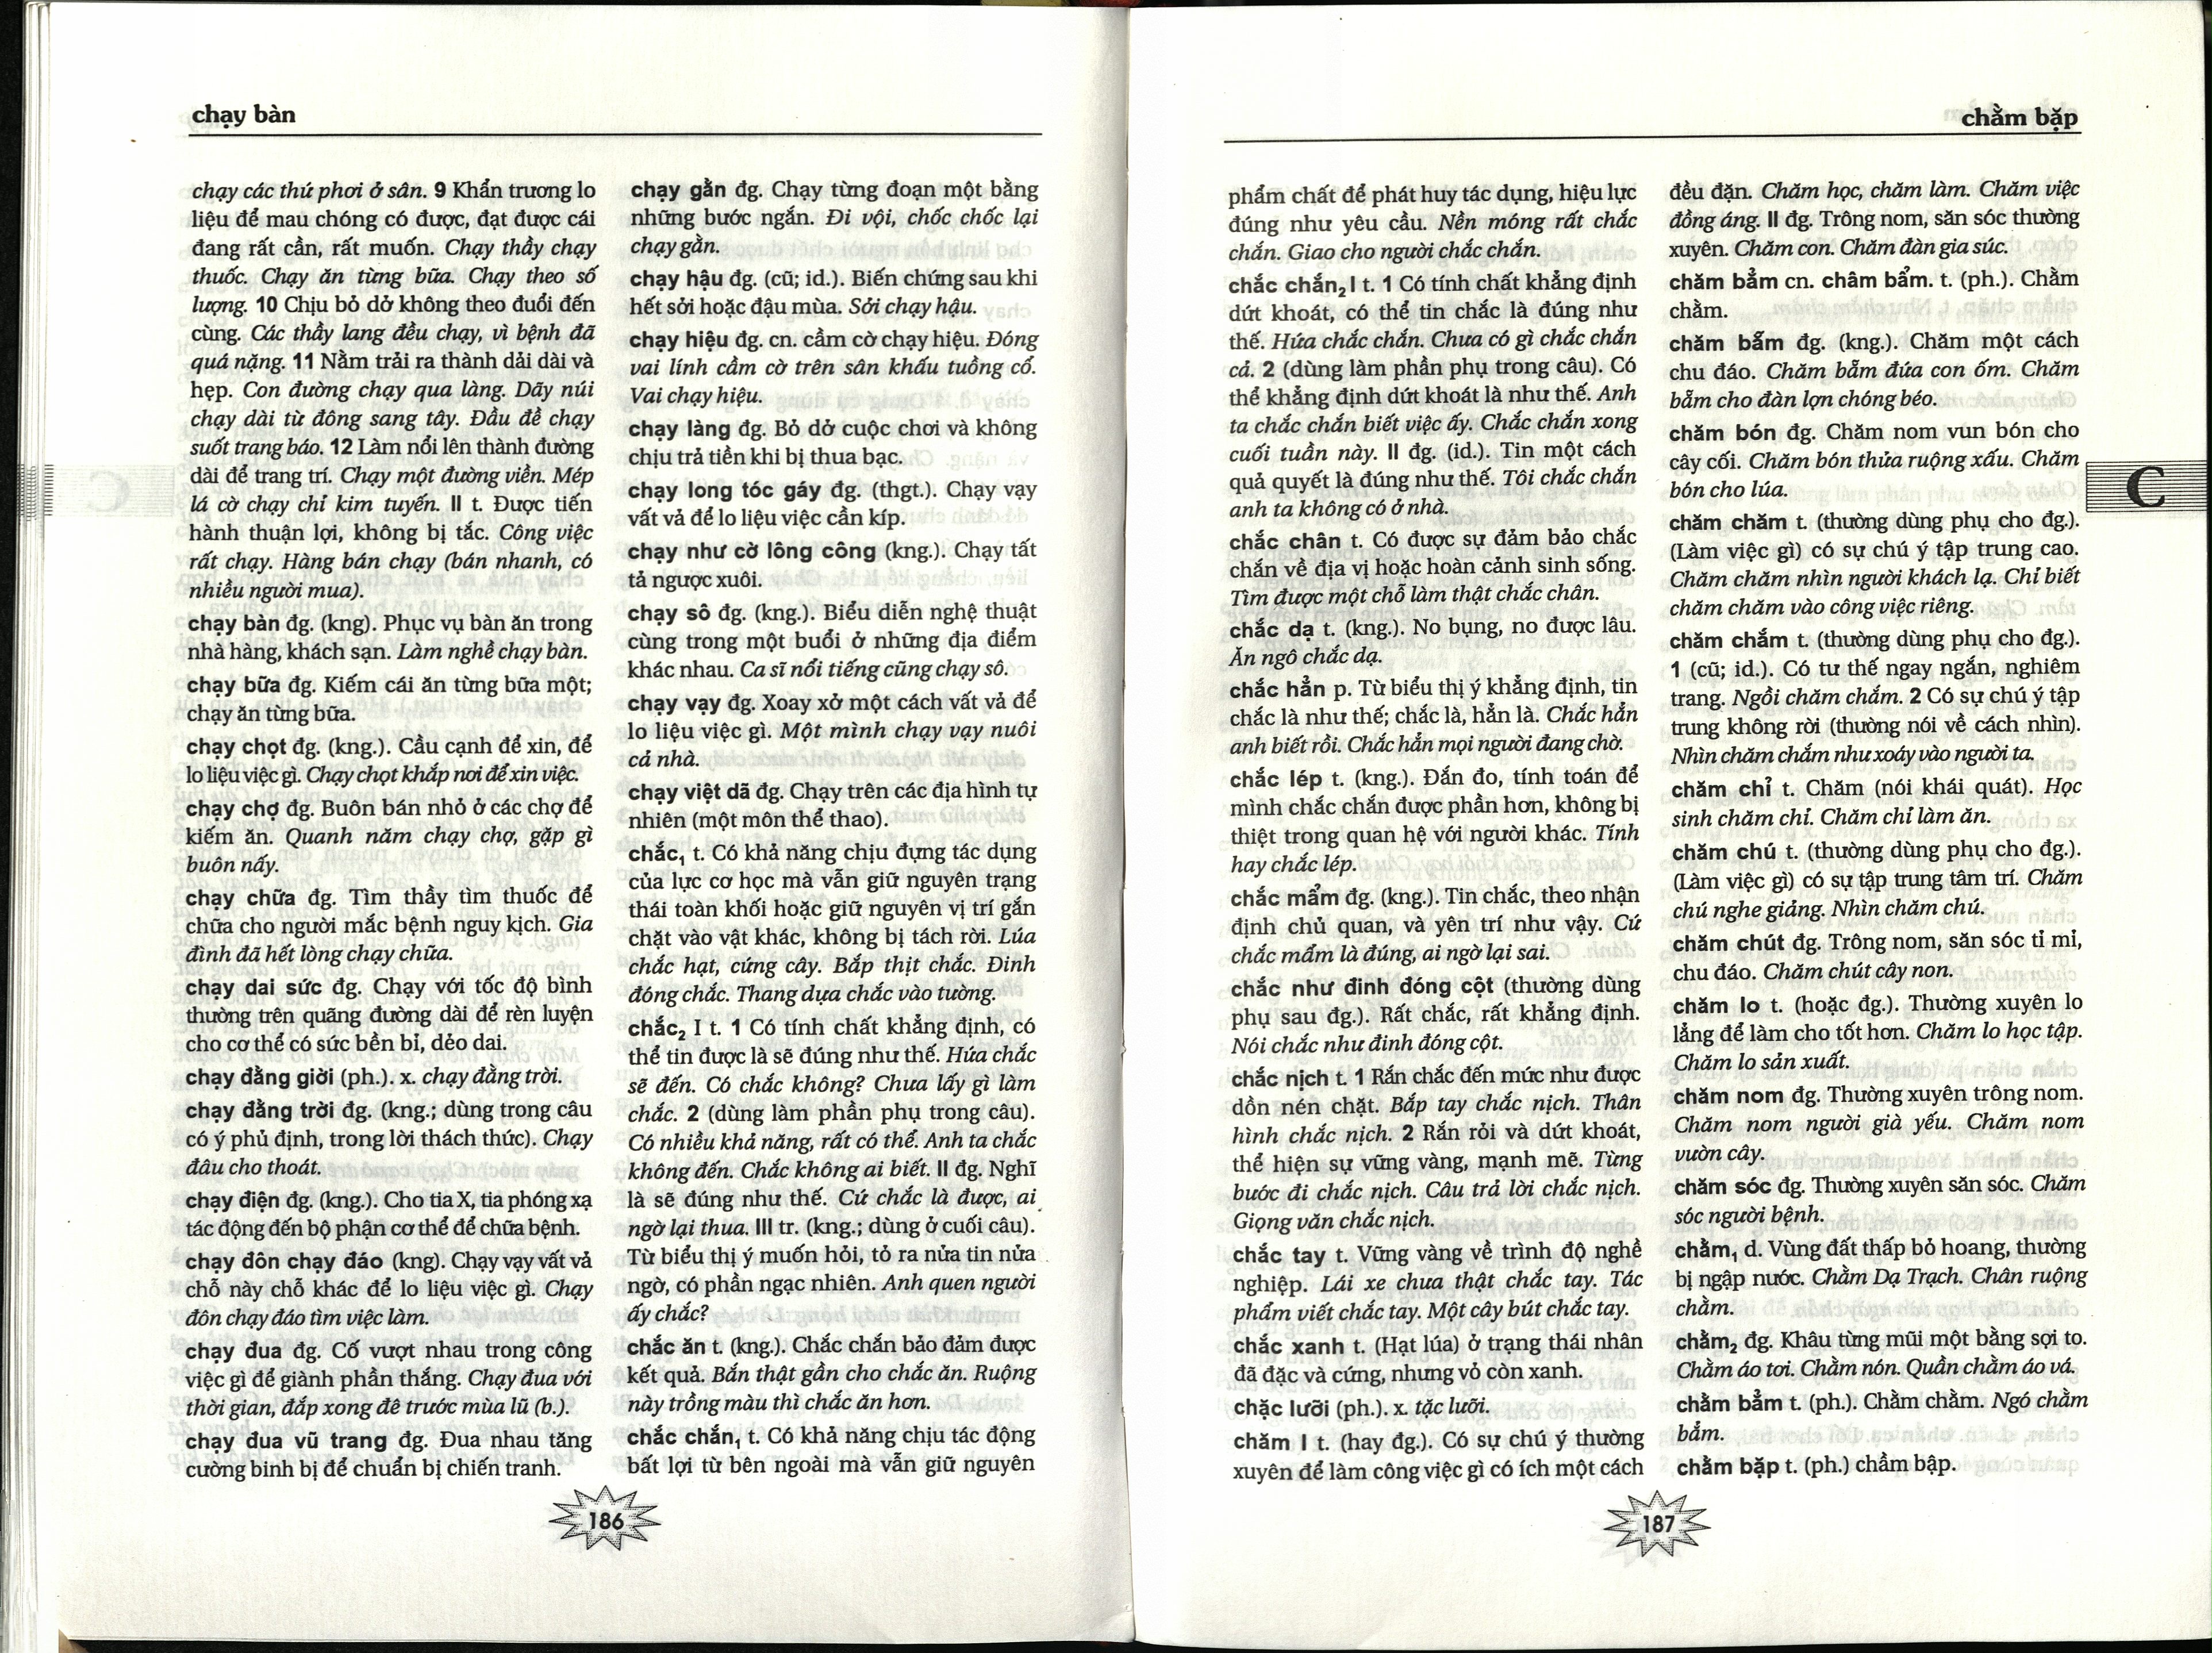 chạy bàn
chạy các thứ phơi ở sân. 9 Khẩn trương lo
liệu để mau chóng có được, đạt được cái
đang rất cần, rất muốn. Chạy thầy chạy
thuốc. Chạy ăn từng bữa. Chạy theo số
lượng. 10 Chịu bỏ dở không theo đuổi đến
cùng. Các thầy lang đều chạy, vì bệnh đã
quá nặng. 11 Nằm trải ra thành dải dài và
hẹp. Con đường chạy qua làng. Dãy núi
chạy dài từ đông sang tây. Đầu đề chạy
suốt trang báo. 12 Làm nổi lên thành đường
dài để trang trí. Chạy một đường viền. Mép
lá cờ chạy chỉ kim tuyến. II t. Được tiến
hành thuận lợi, không bị tắc. Công việc
rất chạy. Hàng bán chạy (bán nhanh, có
nhiều người mua).
chạy bàn đg. (kng). Phục vụ bàn ăn trong
nhà hàng, khách sạn. Làm nghề chạy bàn.
chạy bữa đg. Kiếm cái ăn từng bữa một;
chạy ăn từng bữa.
chạy chọt đg. (kng.). Cầu cạnh để xin, để
lo liệu việc gì. Chạy chọt khắp nơi để xin việc.
chạy chợ đg. Buôn bán nhỏ ở các chợ để
kiếm ăn. Quanh năm chạy chợ, gặp gì
buôn nấy.
chạy chữa đg. Tìm thầy tìm thuốc để
chữa cho người mắc bệnh nguy kịch. Gia
đình đã hết lòng chạy chữa.
chạy dai sức đg. Chạy với tốc độ bình
thường trên quãng đường dài để rèn luyện
cho cơ thể có sức bền bỉ, dẻo dai.
chạy đằng giời (ph.). x. chạy đằng trời.
chạy đằng trời đg. (kng.; dùng trong câu
có ý phủ định, trong lời thách thức). Chạy
đâu cho thoát.
chạy điện đg. (kng.). Cho tia X, tia phóng xạ
tác động đến bộ phận cơ thể để chữa bệnh.
chạy đôn chạy đáo (kng). Chạy vạy vất vả
chỗ này chỗ khác để lo liệu việc gì. Chạy
đôn chạy đáo tìm việc làm.
chạy đua đg. Cố vượt nhau trong công
việc gì để giành phần thắng. Chạy đua với
thời gian, đắp xong đê trước mùa lũ (b.).
chạy đua vũ trang đg. Đua nhau tăng
cường binh bị để chuẩn bị chiến tranh.
chạy gằn đg. Chạy từng đoạn một bằng
những bước ngắn. Đi vội, chốc chốc lại
chạy gằn.
chạy hậu đg. (cũ; id.). Biến chứng sau khi
hết sởi hoặc đậu mùa. Sởi chạy hậu.
chạy hiệu đg. cn. cầm cờ chạy hiệu. Đóng
vai lính cầm cờ trên sân khấu tuồng cổ.
Vai chạy hiệu.
chạy làng đg. Bỏ dở cuộc chơi và không
chịu trả tiền khi bị thua bạc.
chạy long tóc gáy đg. (thgt.). Chạy vạy
vất vả để lo liệu việc cần kíp.
chạy như cờ lông công (kng.). Chạy tất
tả ngược xuôi.
chạy sô đg. (kng.). Biểu diễn nghệ thuật
cùng trong một buổi ở những địa điểm
khác nhau. Ca sĩ nổi tiếng cũng chạy sô.
chạy vạy đg. Xoay xở một cách vất vả để
lo liệu việc gì. Một mình chạy vạy nuôi
cả nhà.
chạy việt dã đg. Chạy trên các địa hình tự
nhiên (một môn thể thao).
chắc₁ t. Có khả năng chịu đựng tác dụng
của lực cơ học mà vẫn giữ nguyên trạng
thái toàn khối hoặc giữ nguyên vị trí gắn
chặt vào vật khác, không bị tách rời. Lúa
chắc hạt, cứng cây. Bắp thịt chắc. Đinh
đóng chắc. Thang dựa chắc vào tường.
chắc₂ I t. 1 Có tính chất khẳng định, có
thể tin được là sẽ đúng như thế. Hứa chắc
sẽ đến. Có chắc không? Chưa lấy gì làm
chắc. 2 (dùng làm phần phụ trong câu).
Có nhiều khả năng, rất có thể. Anh ta chắc
không đến. Chắc không ai biết. II đg. Nghĩ
là sẽ đúng như thế. Cứ chắc là được, ai
ngờ lại thua. III tr. (kng.; dùng ở cuối câu).
Từ biểu thị ý muốn hỏi, tỏ ra nửa tin nửa
ngờ, có phần ngạc nhiên. Anh quen người
ấy chắc?
chắc ăn t. (kng.). Chắc chắn bảo đảm được
kết quả. Bắn thật gần cho chắc ăn. Ruộng
này trồng màu thì chắc ăn hơn.
chắc chắn₁ t. Có khả năng chịu tác động
bất lợi từ bên ngoài mà vẫn giữ nguyên
186
chằm bặp
phẩm chất để phát huy tác dụng, hiệu lực
đúng như yêu cầu. Nền móng rất chắc
chắn. Giao cho người chắc chắn.
chắc chắn₂ I t. 1 Có tính chất khẳng định
dứt khoát, có thể tin chắc là đúng như
thế. Hứa chắc chắn. Chưa có gì chắc chắn
cả. 2 (dùng làm phần phụ trong câu). Có
thể khẳng định dứt khoát là như thế. Anh
ta chắc chắn biết việc ấy. Chắc chắn xong
cuối tuần này. II đg. (id.). Tin một cách
quả quyết là đúng như thế. Tôi chắc chắn
anh ta không có ở nhà.
chắc chân t. Có được sự đảm bảo chắc
chắn về địa vị hoặc hoàn cảnh sinh sống.
Tìm được một chỗ làm thật chắc chân.
chắc dạ t. (kng.). No bụng, no được lâu.
Ăn ngô chắc dạ.
chắc hẳn p. Từ biểu thị ý khẳng định, tin
chắc là như thế; chắc là, hẳn là. Chắc hẳn
anh biết rồi. Chắc hẳn mọi người đang chờ.
chắc lép t. (kng.). Đắn đo, tính toán để
mình chắc chắn được phần hơn, không bị
thiệt trong quan hệ với người khác. Tính
hay chắc lép.
chắc mẩm đg. (kng.). Tin chắc, theo nhận
định chủ quan, và yên trí như vậy. Cứ
chắc mẩm là đúng, ai ngờ lại sai.
chắc như đinh đóng cột (thường dùng
phụ sau đg.). Rất chắc, rất khẳng định.
Nói chắc như đinh đóng cột.
chắc nịch t. 1 Rắn chắc đến mức như được
dồn nén chặt. Bắp tay chắc nịch. Thân
hình chắc nịch. 2 Rắn rỏi và dứt khoát,
thể hiện sự vững vàng, mạnh mẽ. Từng
bước đi chắc nịch. Câu trả lời chắc nịch.
Giọng văn chắc nịch.
chắc tay t. Vững vàng về trình độ nghề
nghiệp. Lái xe chưa thật chắc tay. Tác
phẩm viết chắc tay. Một cây bút chắc tay.
chắc xanh t. (Hạt lúa) ở trạng thái nhân
đã đặc và cứng, nhưng vỏ còn xanh.
chặc lưỡi (ph.). x. tặc lưỡi.
chăm I t. (hay đg.). Có sự chú ý thường
xuyên để làm công việc gì có ích một cách
đều đặn. Chăm học, chăm làm. Chăm việc
đồng áng. II đg. Trông nom, săn sóc thường
xuyên. Chăm con. Chăm đàn gia súc.
chăm bẳm cn. châm bẩm. t. (ph.). Chằm
chằm.
chăm bẵm đg. (kng.). Chăm một cách
chu đáo. Chăm bẵm đứa con ốm. Chăm
bẵm cho đàn lợn chóng béo.
chăm bón đg. Chăm nom vun bón cho
cây cối. Chăm bón thửa ruộng xấu. Chăm
bón cho lúa.
chăm chăm t. (thường dùng phụ cho đg.).
(Làm việc gì) có sự chú ý tập trung cao.
Chăm chăm nhìn người khách lạ. Chỉ biết
chăm chăm vào công việc riêng.
chăm chắm t. (thường dùng phụ cho đg.).
1 (cũ; id.). Có tư thế ngay ngắn, nghiêm
trang. Ngồi chăm chắm. 2 Có sự chú ý tập
trung không rời (thường nói về cách nhìn).
Nhìn chăm chắm như xoáy vào người ta.
chăm chỉ t. Chăm (nói khái quát). Học
sinh chăm chỉ. Chăm chỉ làm ăn.
chăm chú t. (thường dùng phụ cho đg.).
(Làm việc gì) có sự tập trung tâm trí. Chăm
chú nghe giảng. Nhìn chăm chú.
chăm chút đg. Trông nom, săn sóc tỉ mỉ,
chu đáo. Chăm chút cây non.
chăm lo t. (hoặc đg.). Thường xuyên lo
lắng để làm cho tốt hơn. Chăm lo học tập.
Chăm lo sản xuất.
chăm nom đg. Thường xuyên trông nom.
Chăm nom người già yếu. Chăm nom
vườn cây.
chăm sóc đg. Thường xuyên săn sóc. Chăm
sóc người bệnh.
chằm₁ d. Vùng đất thấp bỏ hoang, thường
bị ngập nước. Chằm Dạ Trạch. Chân ruộng
chằm.
chằm₂ đg. Khâu từng mũi một bằng sợi to.
Chằm áo tơi. Chằm nón. Quần chằm áo vá.
chằm bẳm t. (ph.). Chằm chằm. Ngó chằm
bẳm.
chằm bặp t. (ph.) chầm bập.
C
187